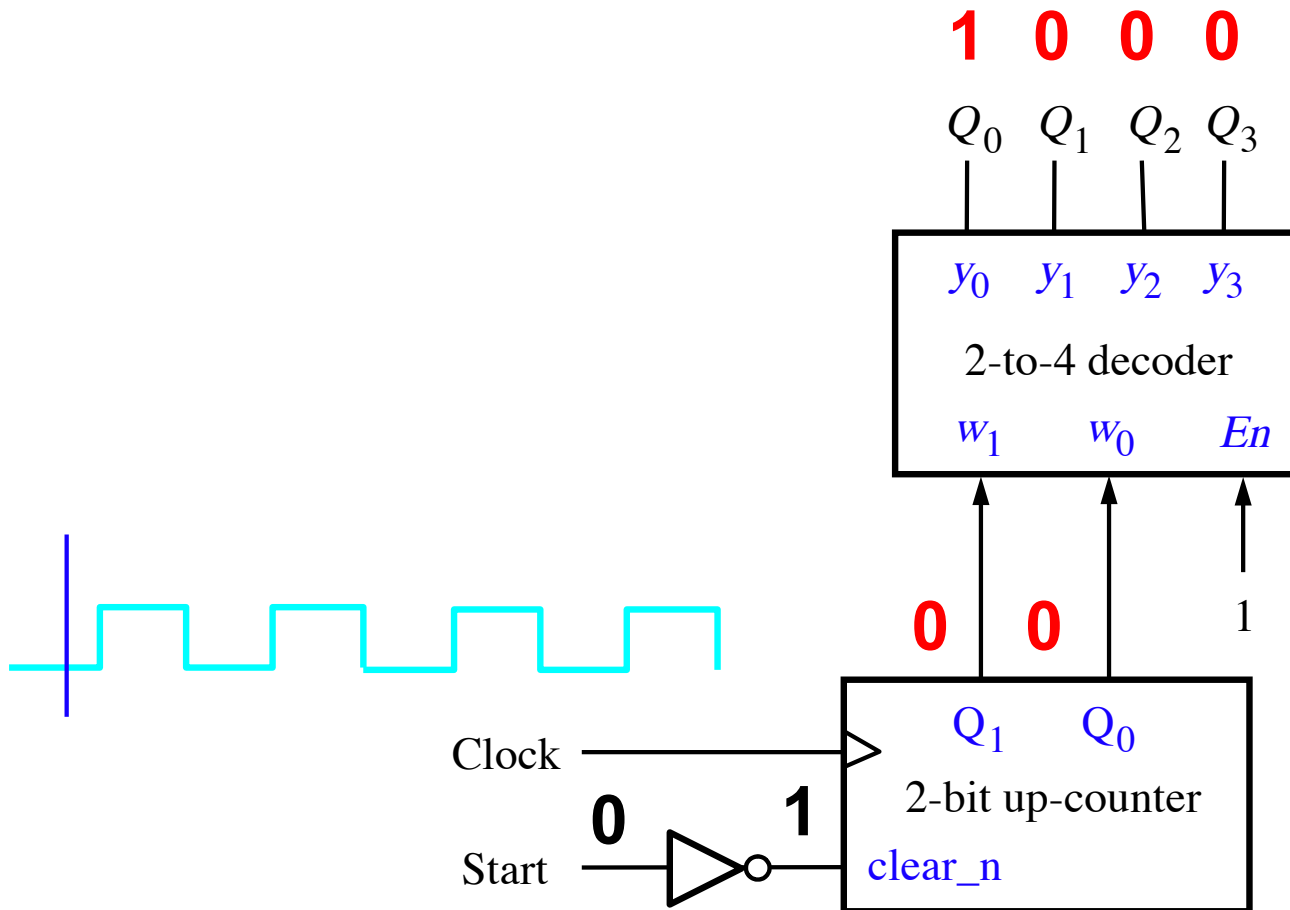 1 0 0 0
Q0 Q1 Q2 Q3
y0 y1 y2 y3
2-to-4 decoder
w1 w0 En
0 0 1
Q1 Q0
Clock
2-bit up-counter
0 1
Start
clear_n